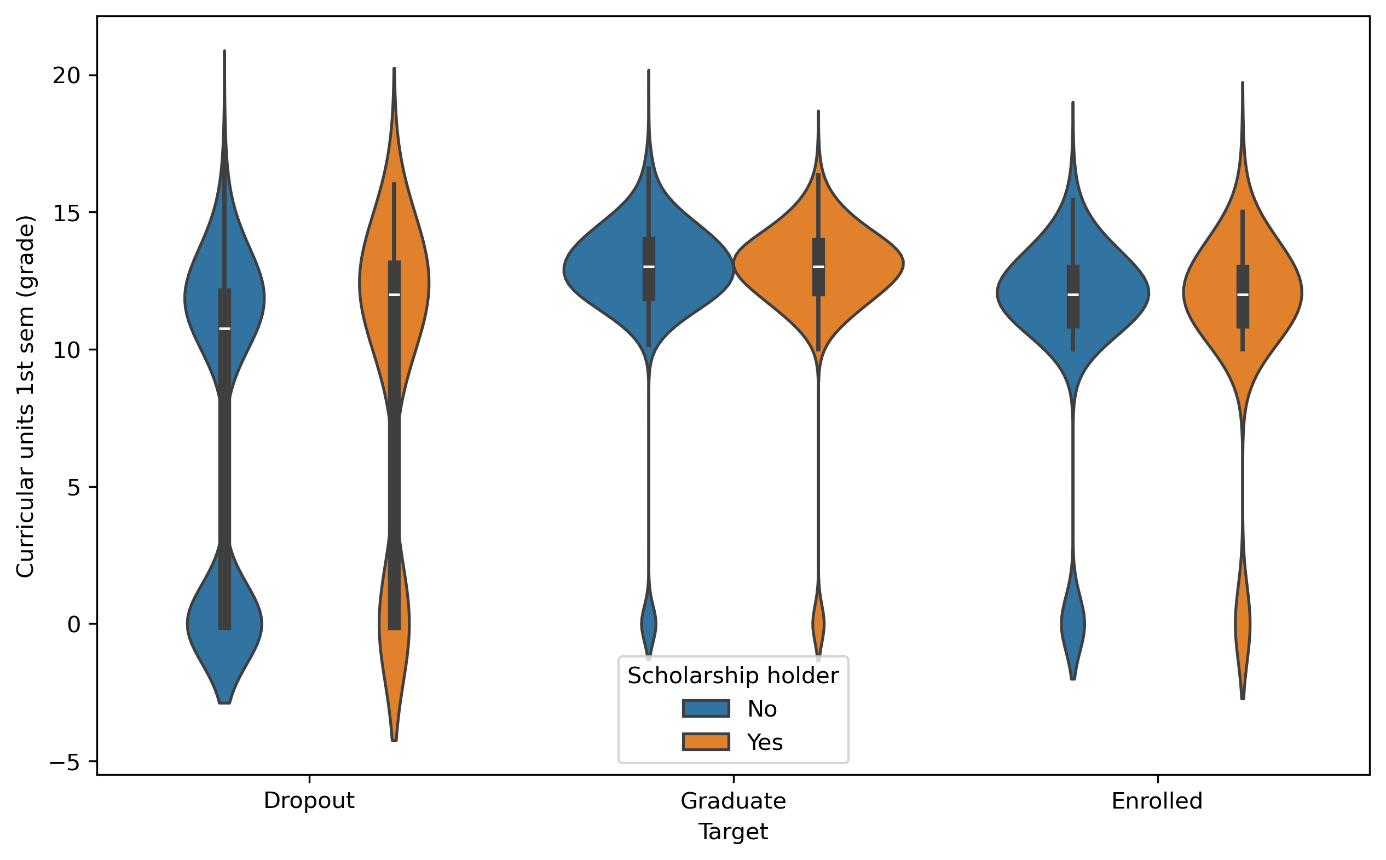 Curricular units 1st sem (grade)
20
15
10
5
0
−5
Scholarship holder
No
Yes
Dropout
Graduate
Enrolled
Target